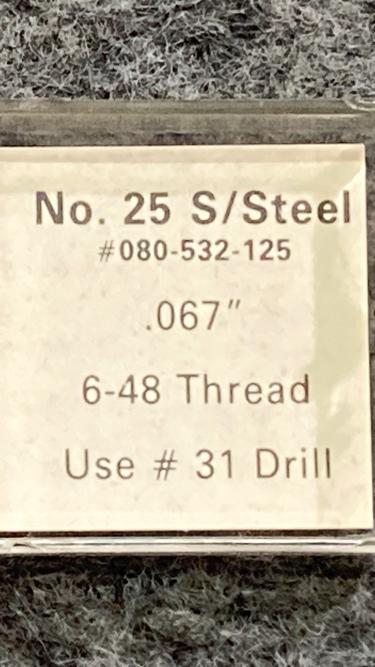 No. 25 S/Steel
#080-532-125
.067"
6-48 Thread
Use # 31 Drill